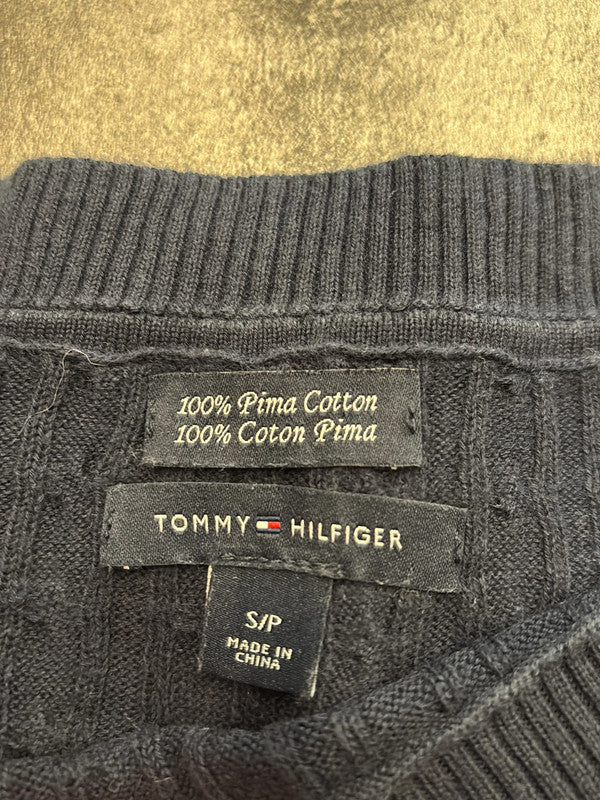 100% Pima Cotton
100% Coton Pima
TOMMY HILFIGER
S/P
MADE IN
CHINA